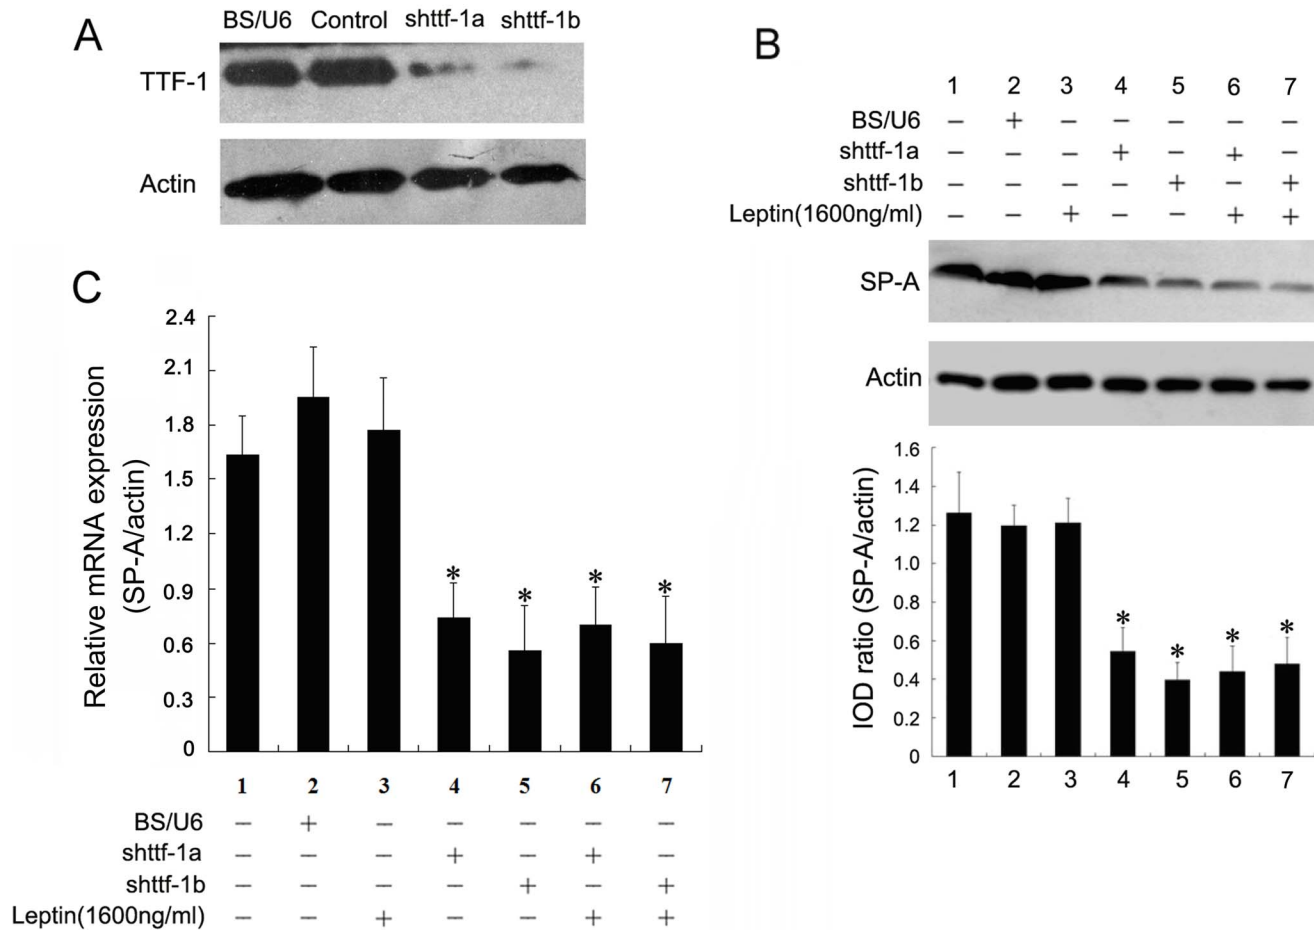 A
BS/U6 Control shttf-1a shttf-1b
TTF-1
Actin
B
1 2 3 4 5 6 7
BS/U6 − + − − − − −
shttf-1a − − − + − + −
shttf-1b − − − − + − +
Leptin(1600ng/ml) − − + − − + +
SP-A
Actin
IOD ratio (SP-A/actin)
1.6
1.4
1.2
1.0
0.8
0.6
0.4
0.2
0
* * * *
1 2 3 4 5 6 7
C
Relative mRNA expression
(SP-A/actin)
2.4
2.1
1.8
1.5
1.2
0.9
0.6
0.3
0
* * * *
1 2 3 4 5 6 7
BS/U6 − + − − − − −
shttf-1a − − − + − + −
shttf-1b − − − − + − +
Leptin(1600ng/ml) − − + − − + +